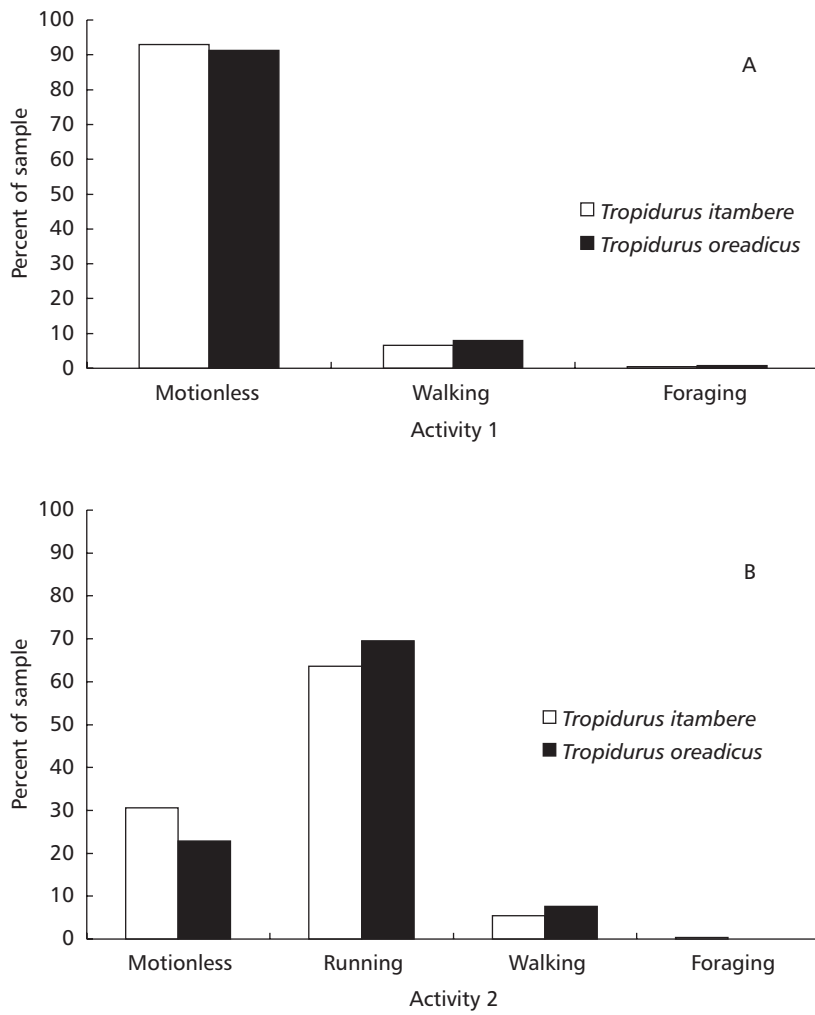 A
Percent of sample
100
90
80
70
60
50
40
30
20
10
0
Tropidurus itambere
Tropidurus oreadicus
Motionless Walking Foraging
Activity 1
B
Percent of sample
100
90
80
70
60
50
40
30
20
10
0
Tropidurus itambere
Tropidurus oreadicus
Motionless Running Walking Foraging
Activity 2